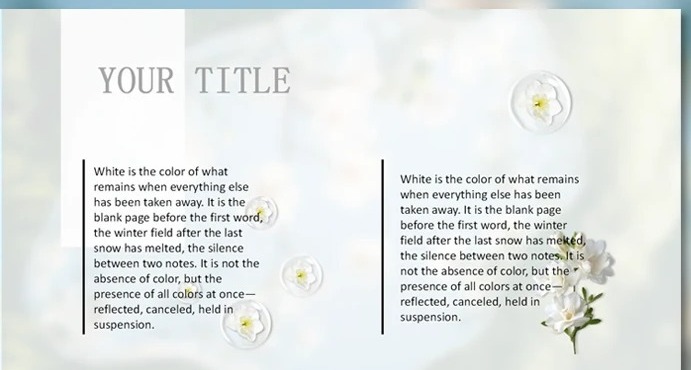 YOUR TITLE
White is the color of what
remains when everything else
has been taken away. It is the
blank page before the first word,
the winter field after the last
snow has melted, the silence
between two notes. It is not the
absence of color, but the
presence of all colors at once—
reflected, canceled, held in
suspension.
White is the color of what remains
when everything else has been
taken away. It is the blank page
before the first word, the winter
field after the last snow has melted,
the silence between two notes. It is
not the absence of color, but the
presence of all colors at once—
reflected, canceled, held in
suspension.